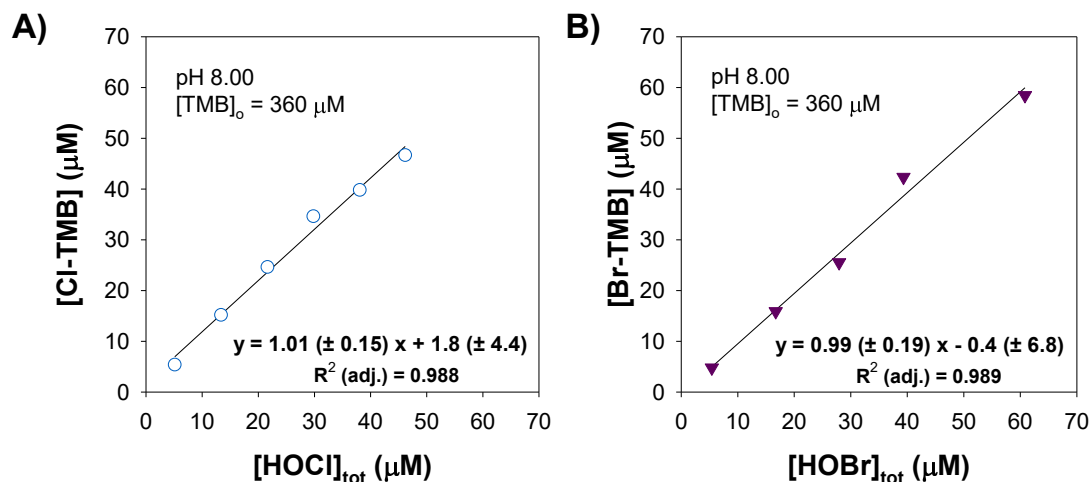 A)
70
60
50
40
30
20
10
0
[Cl-TMB] (μM)
pH 8.00
[TMB]o = 360 μM
y = 1.01 (± 0.15) x + 1.8 (± 4.4)
R2 (adj.) = 0.988
0 10 20 30 40 50 60 70
[HOCl]tot (μM)
B)
70
60
50
40
30
20
10
0
[Br-TMB] (μM)
pH 8.00
[TMB]o = 360 μM
y = 0.99 (± 0.19) x - 0.4 (± 6.8)
R2 (adj.) = 0.989
0 10 20 30 40 50 60 70
[HOBr]tot (μM)